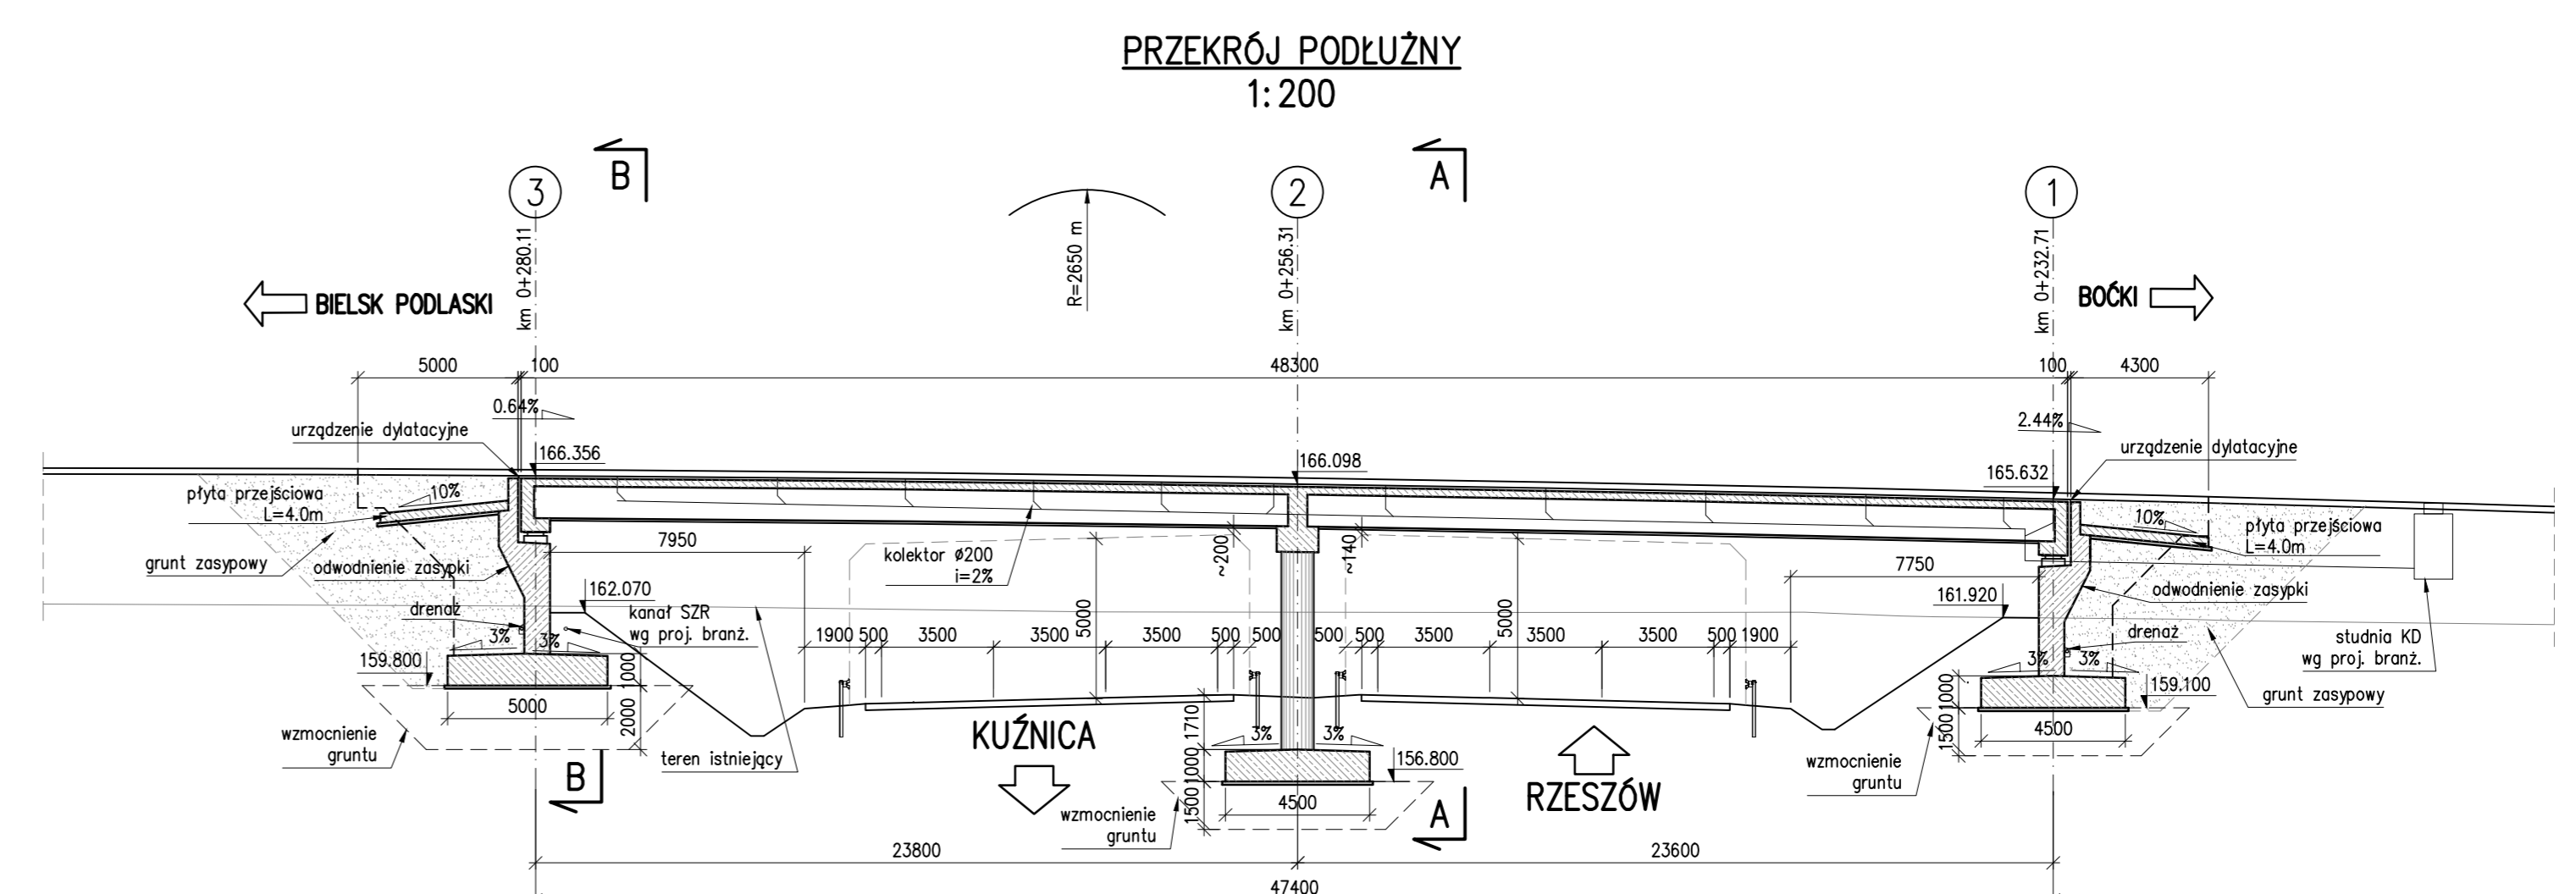 PRZEKRÓJ PODŁUŻNY
1:200
B
A
3
2
1
km 0+280.11
R=2650 m
km 0+256.31
km 0+232.71
BIELSK PODLASKI
BOĆKI
5000
100
48300
100
4300
0.64%
2.44%
urządzenie dylatacyjne
urządzenie dylatacyjne
166.356
166.098
165.632
płyta przejściowa
L=4.0m
10%
10%
płyta przejściowa
L=4.0m
grunt zasypowy
odwodnienie zasypki
7950
kolektor ø200
i=2%
~200
~140
7750
odwodnienie zasypki
162.070
161.920
drenaż
kanał SZR
wg proj. branż.
5000
5000
3%
3%
1900
500
3500
3500
3500
500
500
500
500
3500
3500
3500
500
1900
drenaż
studnia KD
wg proj. branż.
3%
3%
159.800
1000
159.100
grunt zasypowy
5000
2000
1000
1500
4500
wzmocnienie
gruntu
KUŹNICA
1710
3%
3%
teren istniejący
1000
156.800
wzmocnienie
gruntu
B
RZESZÓW
1500
4500
A
wzmocnienie
gruntu
23800
23600
47400